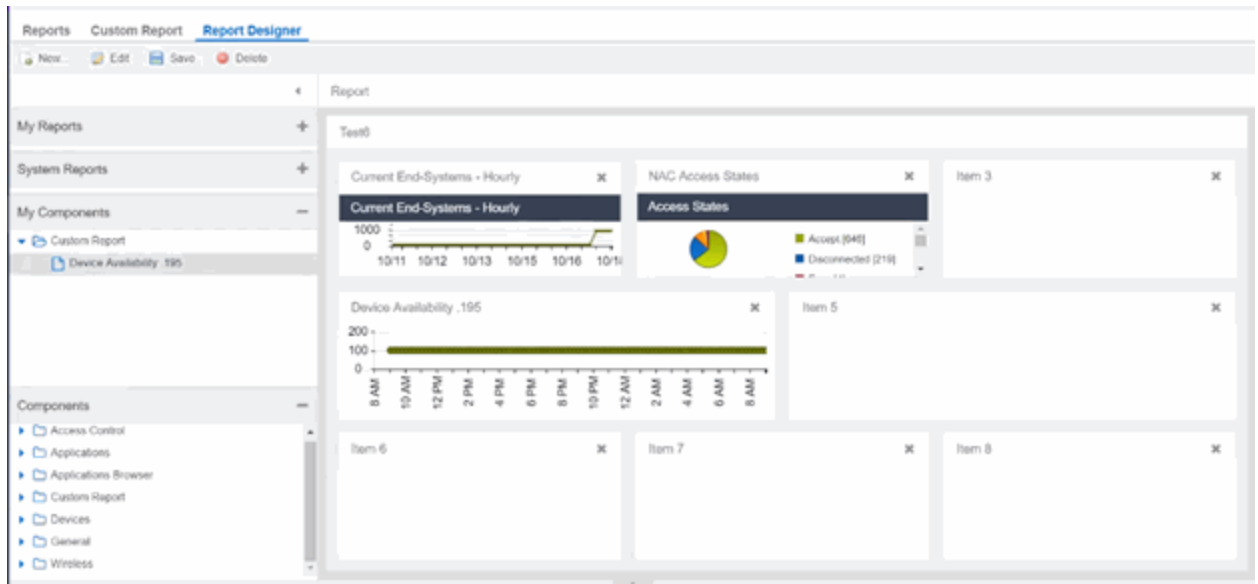 Reports Custom Report Report Designer
New... Edit Save Delete
Report
My Reports
System Reports
My Components
Custom Report
Device Availability .195
Components
Access Control
Applications
Applications Browser
Custom Report
Devices
General
Wireless
Test6
Current End-Systems - Hourly
Current End-Systems - Hourly
1000
0
10/11 10/12 10/13 10/15 10/16
NAC Access States
Access States
Accept [646]
Disconnected [219]
Item 3
Device Availability .195
200
100
0
8 AM 10 AM 12 PM 2 PM 4 PM 6 PM 8 PM 10 PM 12 AM 2 AM 4 AM 6 AM 8 AM
Item 5
Item 6
Item 7
Item 8